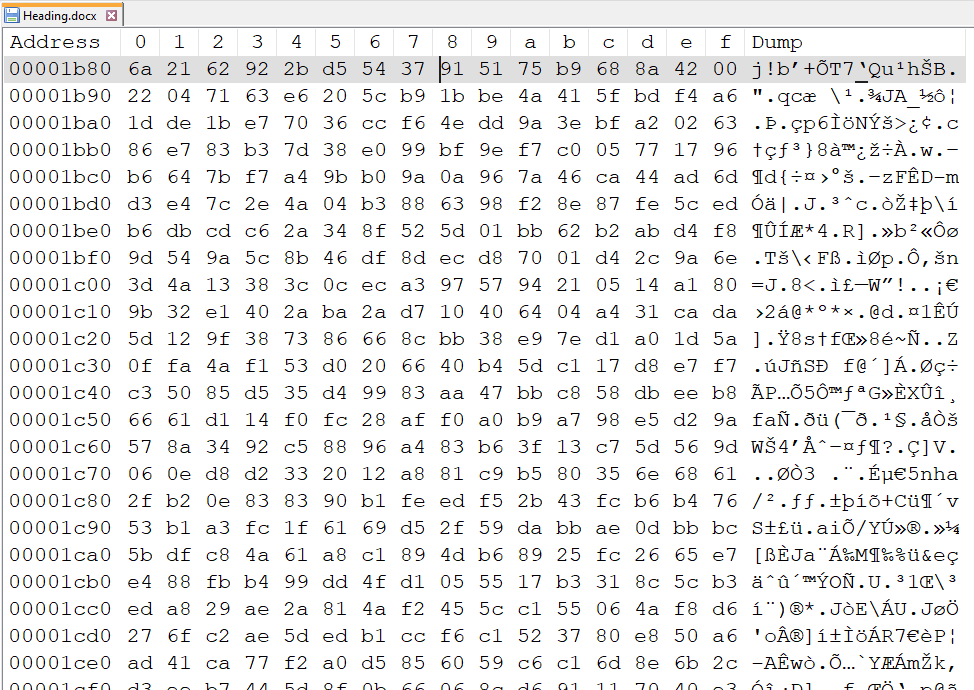 Heading.docx
Address 0 1 2 3 4 5 6 7 8 9 a b c d e f Dump
00001b80 6a 21 62 92 2b d5 54 37 91 51 75 b9 68 8a 42 00 j!b’+ÕT7‘Qu¹hŠB.
00001b90 22 04 71 63 e6 20 5c b9 1b be 4a 41 5f bd f4 a6 ".qcæ \¹.¾JA_½ô¦
00001ba0 1d de 1b e7 70 36 cc f6 4e dd 9a 3e bf a2 02 63 .Þ.çp6ÌöNÝš>¿¢.c
00001bb0 86 e7 83 b3 7d 38 e0 99 bf 9e f7 c0 05 77 17 96 †çƒ³}8à™¿ž÷À.w.–
00001bc0 b6 64 7b f7 a4 9b b0 9a 0a 96 7a 46 ca 44 ad 6d ¶d{÷¤›°š.–zFÊD-m
00001bd0 d3 e4 7c 2e 4a 04 b3 88 63 98 f2 8e 87 fe 5c ed Óä|.J.³ˆc.òŽ‡þ\í
00001be0 b6 db cd c6 2a 34 8f 52 5d 01 bb 62 b2 ab d4 f8 ¶ÛÍÆ*4.R].»b²«Ôø
00001bf0 9d 54 9a 5c 8b 46 df 8d ec d8 70 01 d4 2c 9a 6e .Tš\‹Fß.ìØp.Ô,šn
00001c00 3d 4a 13 38 3c 0c ec a3 97 57 94 21 05 14 a1 80 =J.8<.ì£—W”!..¡€
00001c10 9b 32 e1 40 2a ba 2a d7 10 40 64 04 a4 31 ca da ›2á@*º*×.@d.¤1ÊÚ
00001c20 5d 12 9f 38 73 86 66 8c bb 38 e9 7e d1 a0 1d 5a ].Ÿ8s†fŒ»8é~Ñ .Z
00001c30 0f fa 4a f1 53 d0 20 66 40 b4 5d c1 17 d8 e7 f7 .úJñSÐ f@´]Á.Øç÷
00001c40 c3 50 85 d5 35 d4 99 83 aa 47 bb c8 58 db ee b8 ÃP…Õ5Ô™ƒªG»ÈXÛî¸
00001c50 66 61 d1 14 f0 fc 28 af f0 a0 b9 a7 98 e5 d2 9a faÑ.ðü(¯ð.¹§.åÒš
00001c60 57 8a 34 92 c5 88 96 a4 83 b6 3f 13 c7 5d 56 9d WŠ4’Åˆ–¤ƒ¶?.Ç]V.
00001c70 06 0e d8 d2 33 20 12 a8 81 c9 b5 80 35 6e 68 61 ..ØÒ3 .¨.Éµ€5nha
00001c80 2f b2 0e 83 83 90 b1 fe ed f5 2b 43 fc b6 b4 76 /².ƒƒ.±þíõ+Cü¶´v
00001c90 53 b1 a3 fc 1f 61 69 d5 2f 59 da bb ae 0d bb bc S±£ü.aiÕ/YÚ»®.»¼
00001ca0 5b df c8 4a 61 a8 c1 89 4d b6 89 25 fc 26 65 e7 [ßÈJa¨Á‰M¶‰%ü&eç
00001cb0 e4 88 fb b4 99 dd 4f d1 05 55 17 b3 31 8c 5c b3 äˆû´™ÝOÑ.U.³1Œ\³
00001cc0 ed a8 29 ae 2a 81 4a f2 45 5c c1 55 06 4a f8 d6 í¨)®*.JòE\ÁU.JøÖ
00001cd0 27 6f c2 ae 5d ed b1 cc f6 c1 52 37 80 e8 50 a6 'oÂ®]í±ÌöÁR7€èP¦
00001ce0 ad 41 ca 77 f2 a0 d5 85 60 59 c6 c1 6d 8e 6b 2c -AÊwò.Õ…`YÆÁmŽk,